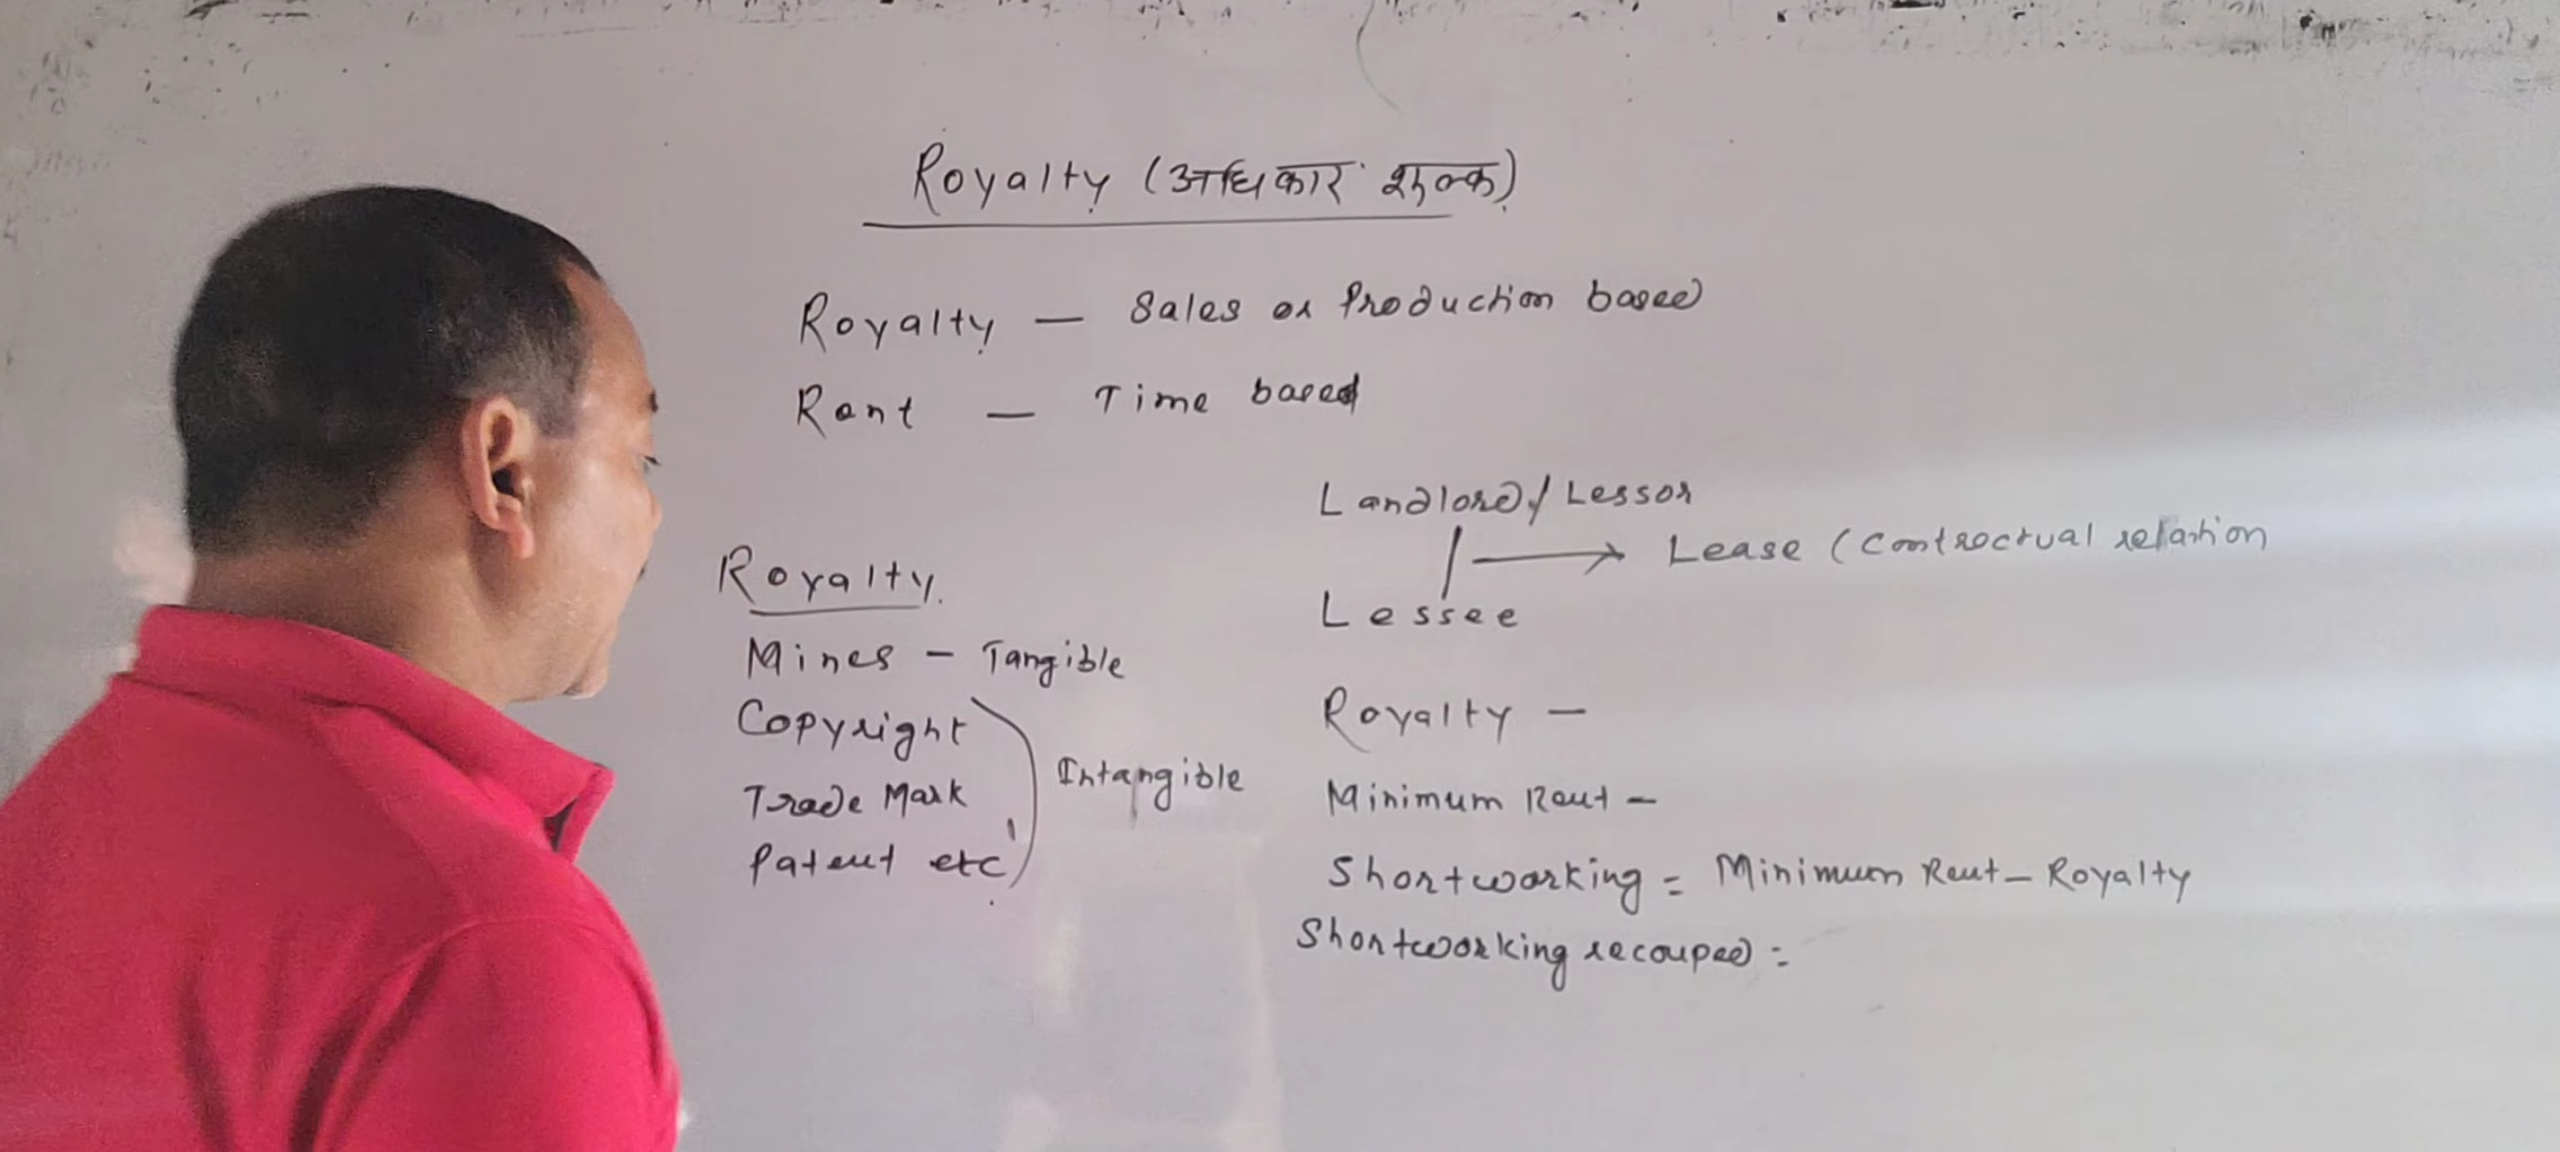 Royalty (अधिकार शुल्क)
Royalty — Sales or Production based
Rent — Time based
Royalty
Mines - Tangible
Copyright
Trade Mark
Patent etc
Intangible
Landlord/Lessor
Lease (Contractual relation
Lessee
Royalty -
Minimum Rent -
Shortworking = Minimum Rent - Royalty
Shortworking recouped =